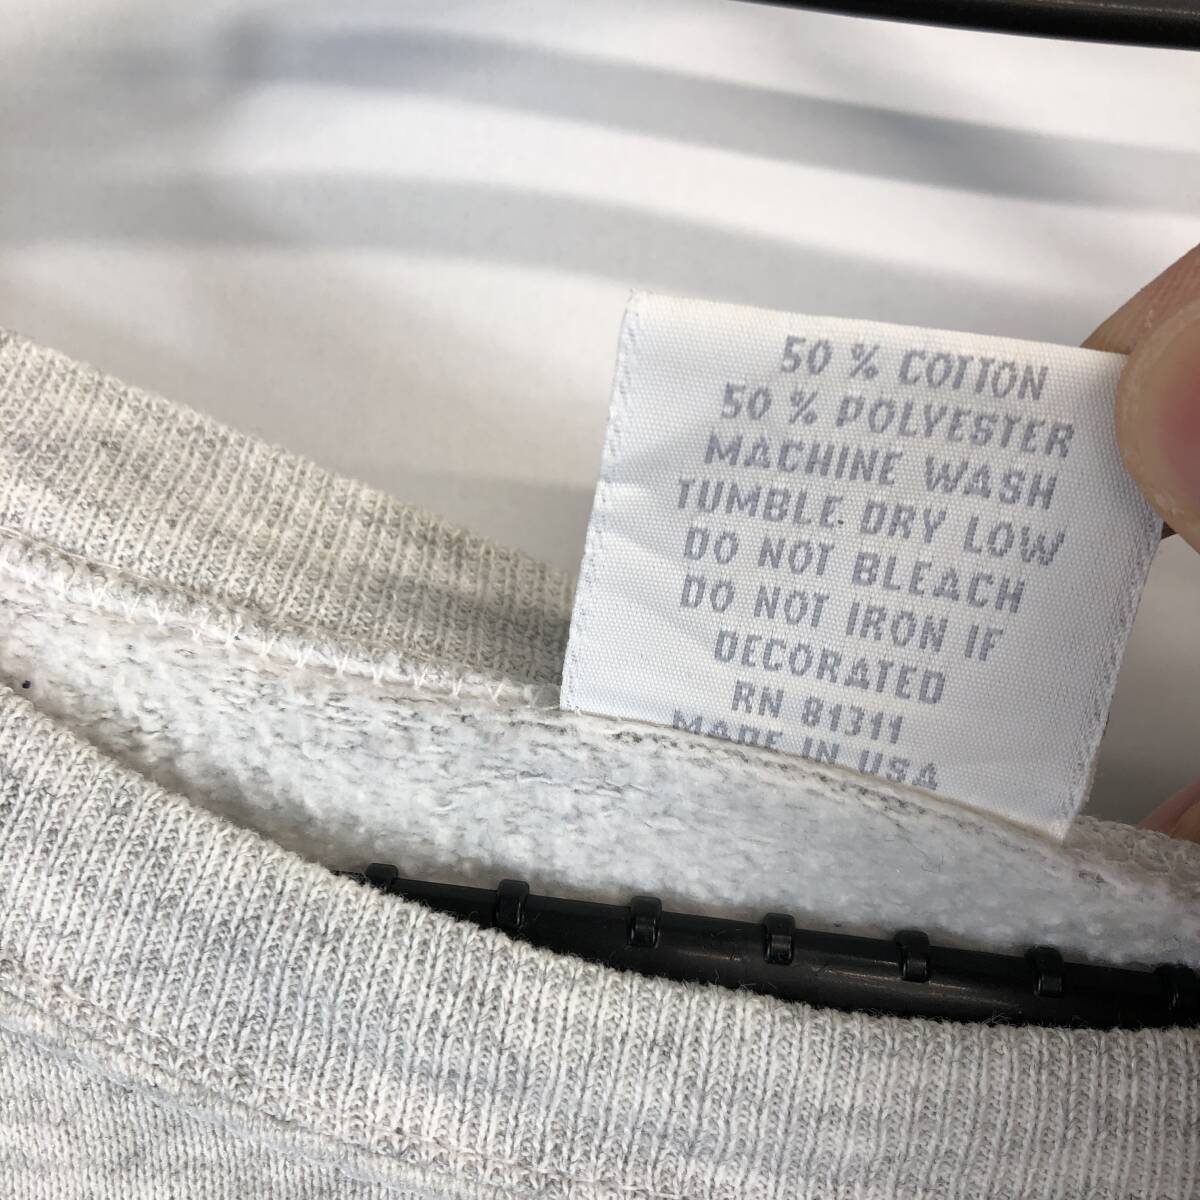 50 % COTTON
50 % POLYESTER
MACHINE WASH
TUMBLE DRY LOW
DO NOT BLEACH
DO NOT IRON IF
DECORATED
RN 81311
MADE IN USA